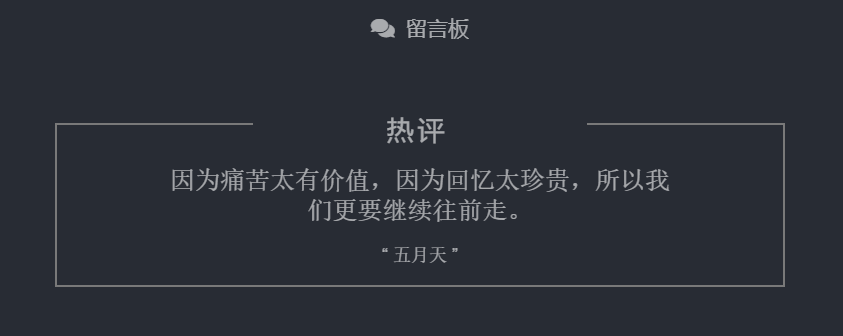 留言板
热评
因为痛苦太有价值，因为回忆太珍贵，所以我
们更要继续往前走。
“ 五月天 ”